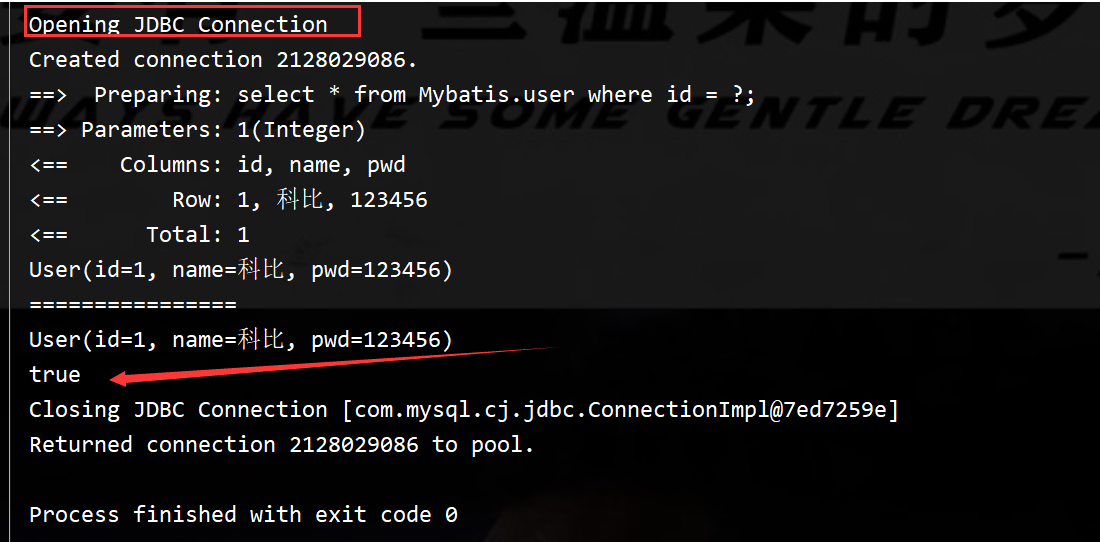 Opening JDBC Connection
Created connection 2128029086.
==>  Preparing: select * from Mybatis.user where id = ?;
==> Parameters: 1(Integer)
<==    Columns: id, name, pwd
<==        Row: 1, 科比, 123456
<==      Total: 1
User(id=1, name=科比, pwd=123456)
================
User(id=1, name=科比, pwd=123456)
true
Closing JDBC Connection [com.mysql.cj.jdbc.ConnectionImpl@7ed7259e]
Returned connection 2128029086 to pool.
Process finished with exit code 0